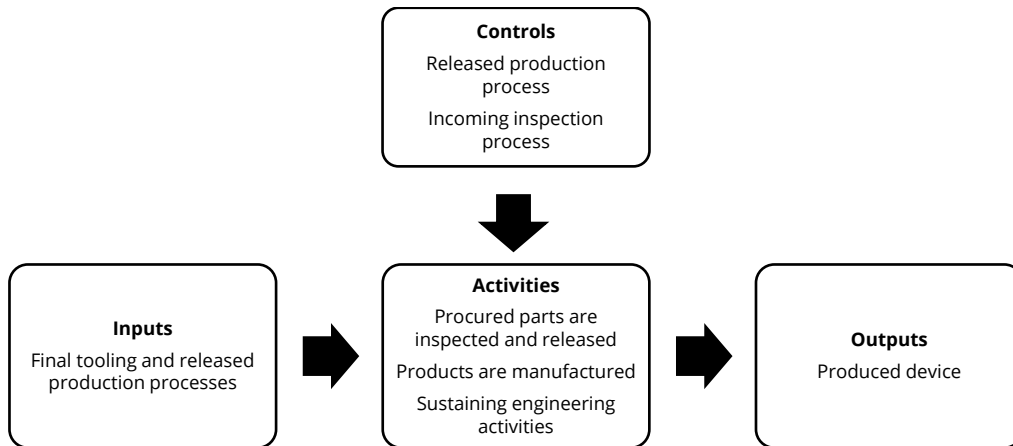 Controls
Released production
process
Incoming inspection
process
Inputs
Final tooling and released
production processes
Activities
Procured parts are
inspected and released
Products are manufactured
Sustaining engineering
activities
Outputs
Produced device